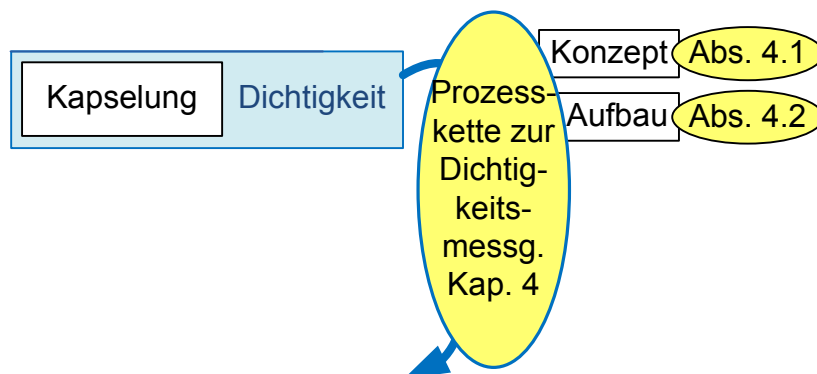 Kapselung Dichtigkeit
Prozess-
kette zur
Dichtig-
keits-
messg.
Kap. 4
Konzept Abs. 4.1
Aufbau Abs. 4.2